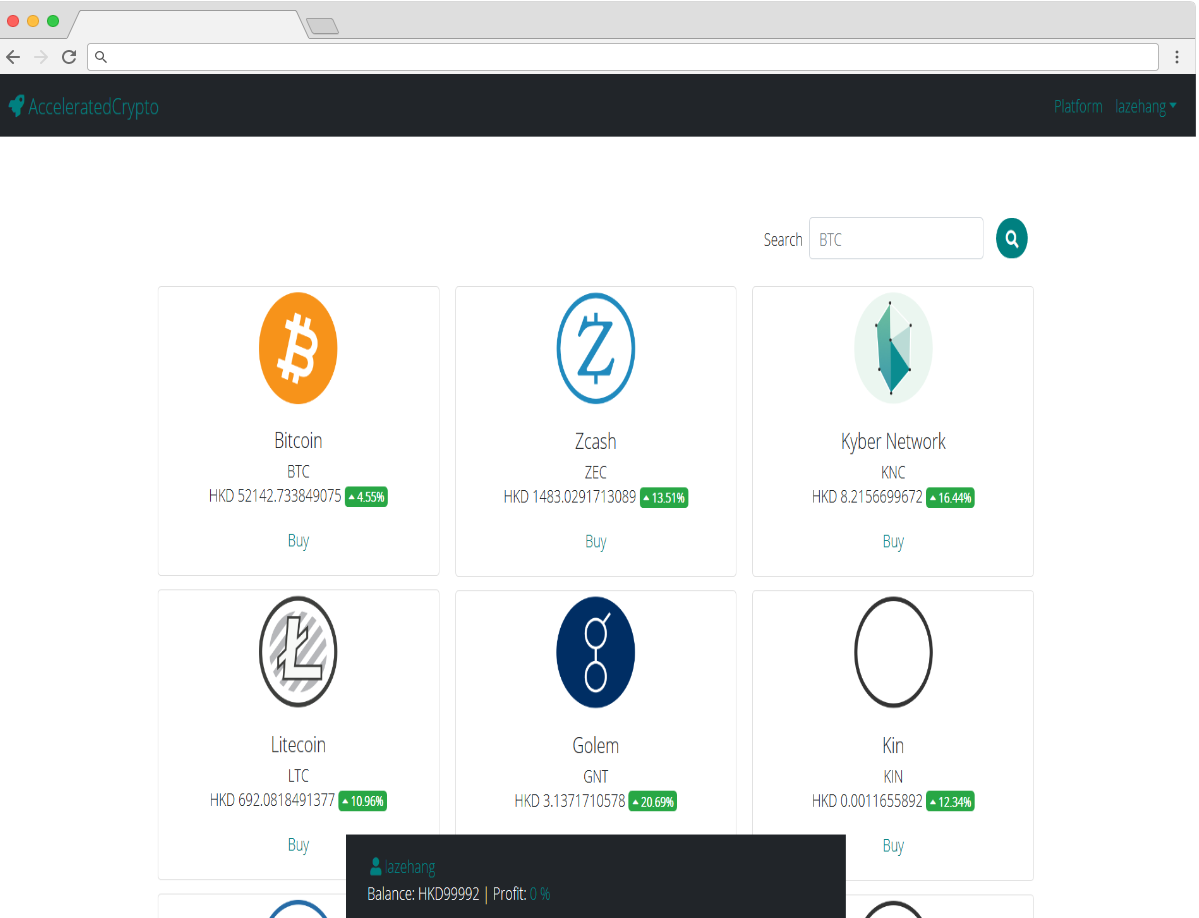 AcceleratedCrypto
Platform lazehang
Search BTC
Bitcoin
BTC
HKD 52142.733849075 4.55%
Buy
Zcash
ZEC
HKD 1483.0291713089 13.51%
Buy
Kyber Network
KNC
HKD 8.2156699672 16.44%
Buy
Litecoin
LTC
HKD 692.0818491377 10.96%
Buy
Golem
GNT
HKD 3.1371710578 20.69%
Kin
KIN
HKD 0.0011655892 12.34%
Buy
lazehang
Balance: HKD99992 | Profit: 0 %